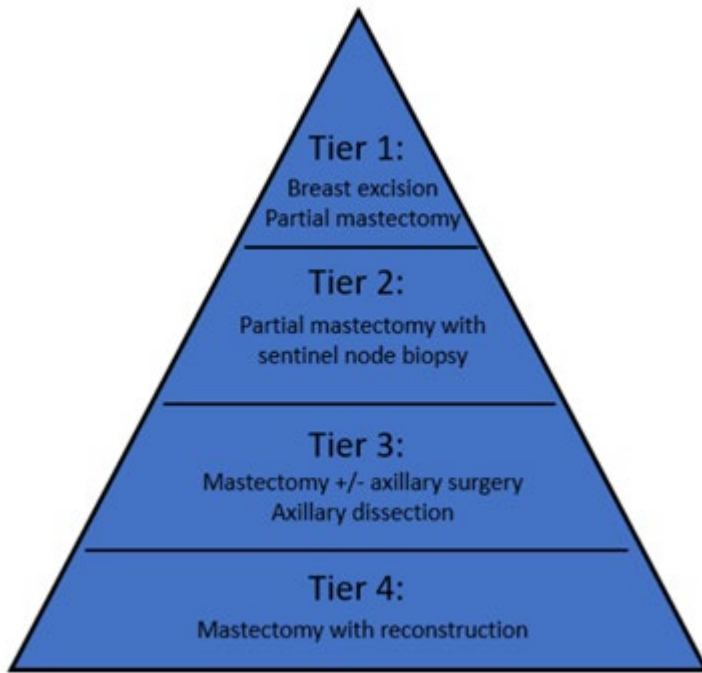 Tier 1:
Breast excision
Partial mastectomy
Tier 2:
Partial mastectomy with
sentinel node biopsy
Tier 3:
Mastectomy +/- axillary surgery
Axillary dissection
Tier 4:
Mastectomy with reconstruction